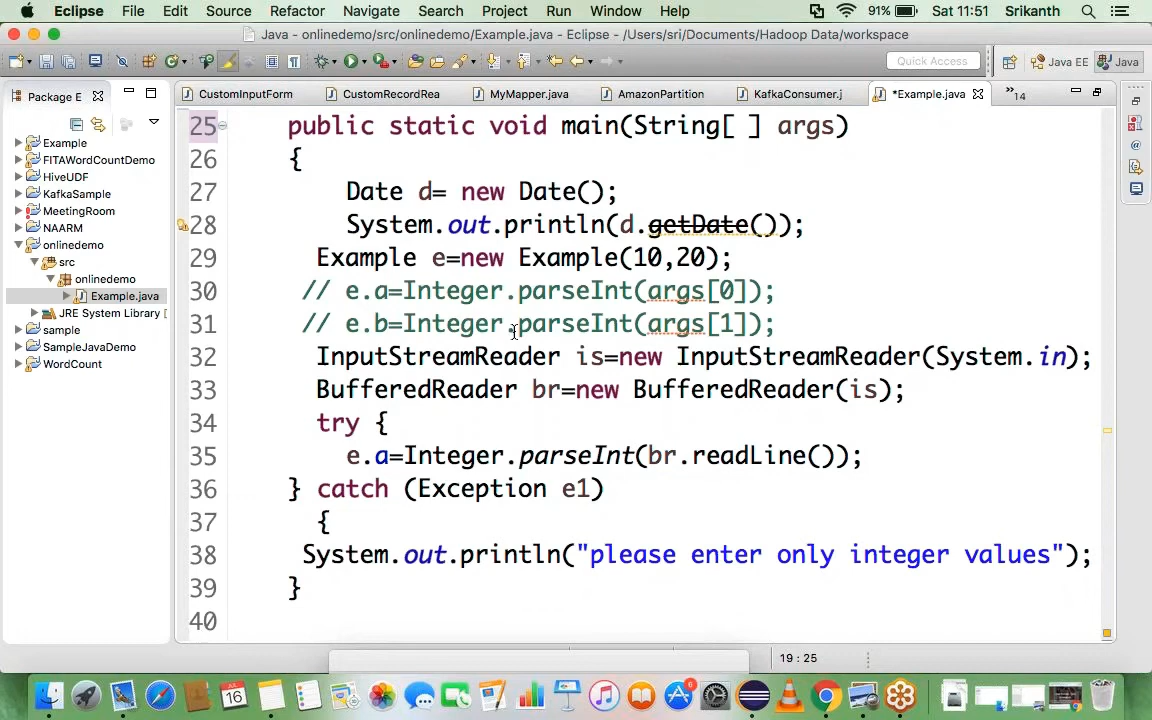 Eclipse File Edit Source Refactor Navigate Search Project Run Window Help 91% Sat 11:51 Srikanth
Java - onlinedemo/src/onlinedemo/Example.java - Eclipse - /Users/sri/Documents/Hadoop Data/workspace
Quick Access Java EE Java
Package E
CustomInputForm CustomRecordRea MyMapper.java AmazonPartition KafkaConsumer.j *Example.java »14
Example
FITAWordCountDemo
HiveUDF
KafkaSample
MeetingRoom
NAARM
onlinedemo
src
onlinedemo
Example.java
JRE System Library [
sample
SampleJavaDemo
WordCount
25 public static void main(String[ ] args)
26 {
27 Date d= new Date();
28 System.out.println(d.getDate());
29 Example e=new Example(10,20);
30 // e.a=Integer.parseInt(args[0]);
31 // e.b=Integer.parseInt(args[1]);
32 InputStreamReader is=new InputStreamReader(System.in);
33 BufferedReader br=new BufferedReader(is);
34 try {
35 e.a=Integer.parseInt(br.readLine());
36 } catch (Exception e1)
37 {
38 System.out.println("please enter only integer values");
39 }
40
19 : 25
16
6